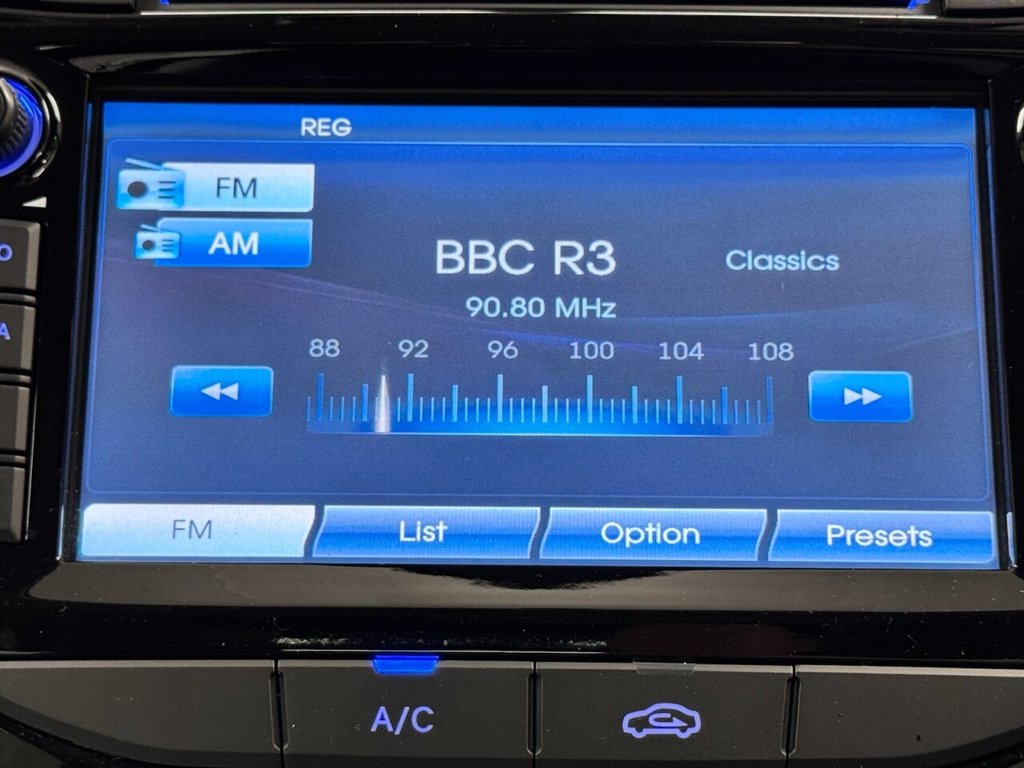 REG
FM
AM
BBC R3
Classics
90.80 MHz
88 92 96 100 104 108
FM List Option Presets
A/C